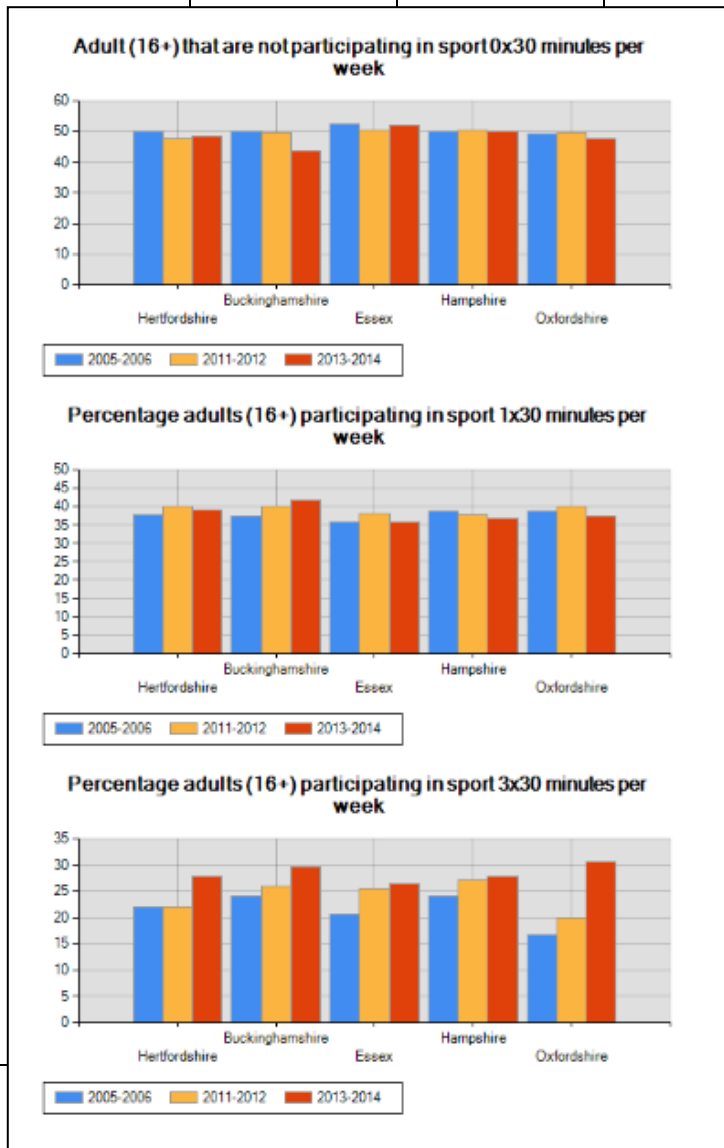 Adult (16+) that are not participating in sport 0x30 minutes per
week
60
50
40
30
20
10
0
Hertfordshire Buckinghamshire Essex Hampshire Oxfordshire
2005-2006 2011-2012 2013-2014
Percentage adults (16+) participating in sport 1x30 minutes per
week
50
45
40
35
30
25
20
15
10
5
0
Hertfordshire Buckinghamshire Essex Hampshire Oxfordshire
2005-2006 2011-2012 2013-2014
Percentage adults (16+) participating in sport 3x30 minutes per
week
35
30
25
20
15
10
5
0
Hertfordshire Buckinghamshire Essex Hampshire Oxfordshire
2005-2006 2011-2012 2013-2014